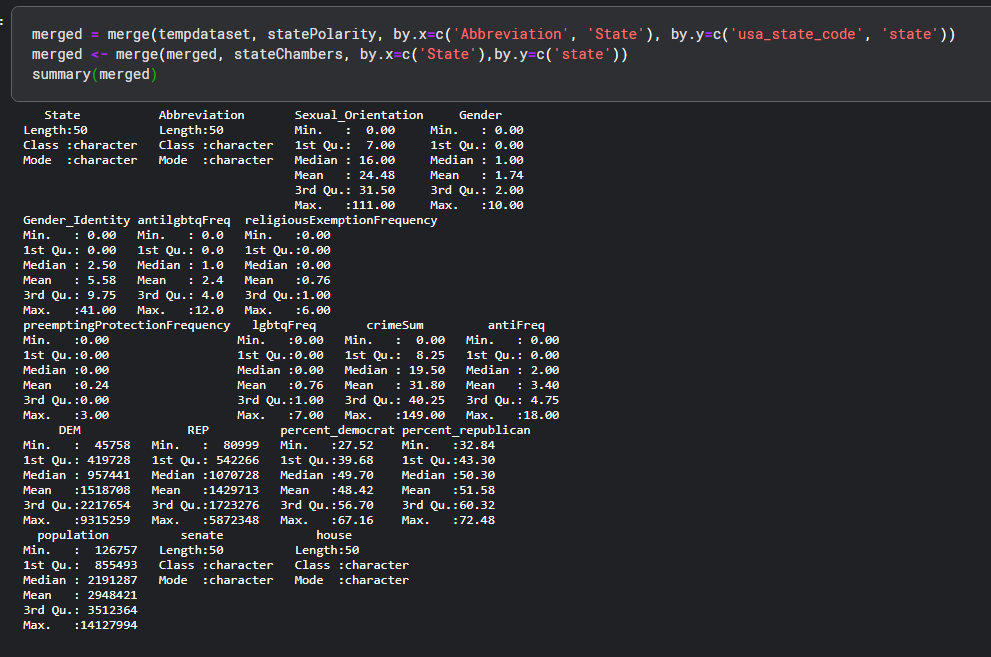 :
merged = merge(tempdataset, statePolarity, by.x=c('Abbreviation', 'State'), by.y=c('usa_state_code', 'state'))
merged <- merge(merged, stateChambers, by.x=c('State'),by.y=c('state'))
summary(merged)
State Abbreviation Sexual_Orientation Gender
Length:50 Length:50 Min. : 0.00 Min. : 0.00
Class :character Class :character 1st Qu.: 7.00 1st Qu.: 0.00
Mode :character Mode :character Median : 16.00 Median : 1.00
Mean : 24.48 Mean : 1.74
3rd Qu.: 31.50 3rd Qu.: 2.00
Max. :111.00 Max. :10.00
Gender_Identity antilgbtqFreq religiousExemptionFrequency
Min. : 0.00 Min. : 0.0 Min. :0.00
1st Qu.: 0.00 1st Qu.: 0.0 1st Qu.:0.00
Median : 2.50 Median : 1.0 Median :0.00
Mean : 5.58 Mean : 2.4 Mean :0.76
3rd Qu.: 9.75 3rd Qu.: 4.0 3rd Qu.:1.00
Max. :41.00 Max. :12.0 Max. :6.00
preemptingProtectionFrequency lgbtqFreq crimeSum antiFreq
Min. :0.00 Min. :0.00 Min. : 0.00 Min. : 0.00
1st Qu.:0.00 1st Qu.:0.00 1st Qu.: 8.25 1st Qu.: 0.00
Median :0.00 Median :0.00 Median : 19.50 Median : 2.00
Mean :0.24 Mean :0.76 Mean : 31.80 Mean : 3.40
3rd Qu.:0.00 3rd Qu.:1.00 3rd Qu.: 40.25 3rd Qu.: 4.75
Max. :3.00 Max. :7.00 Max. :149.00 Max. :18.00
DEM REP percent_democrat percent_republican
Min. : 45758 Min. : 80999 Min. :27.52 Min. :32.84
1st Qu.: 419728 1st Qu.: 542266 1st Qu.:39.68 1st Qu.:43.30
Median : 957441 Median :1070728 Median :49.70 Median :50.30
Mean :1518708 Mean :1429713 Mean :48.42 Mean :51.58
3rd Qu.:2217654 3rd Qu.:1723276 3rd Qu.:56.70 3rd Qu.:60.32
Max. :9315259 Max. :5872348 Max. :67.16 Max. :72.48
population senate house
Min. : 126757 Length:50 Length:50
1st Qu.: 855493 Class :character Class :character
Median : 2191287 Mode :character Mode :character
Mean : 2948421
3rd Qu.: 3512364
Max. :14127994